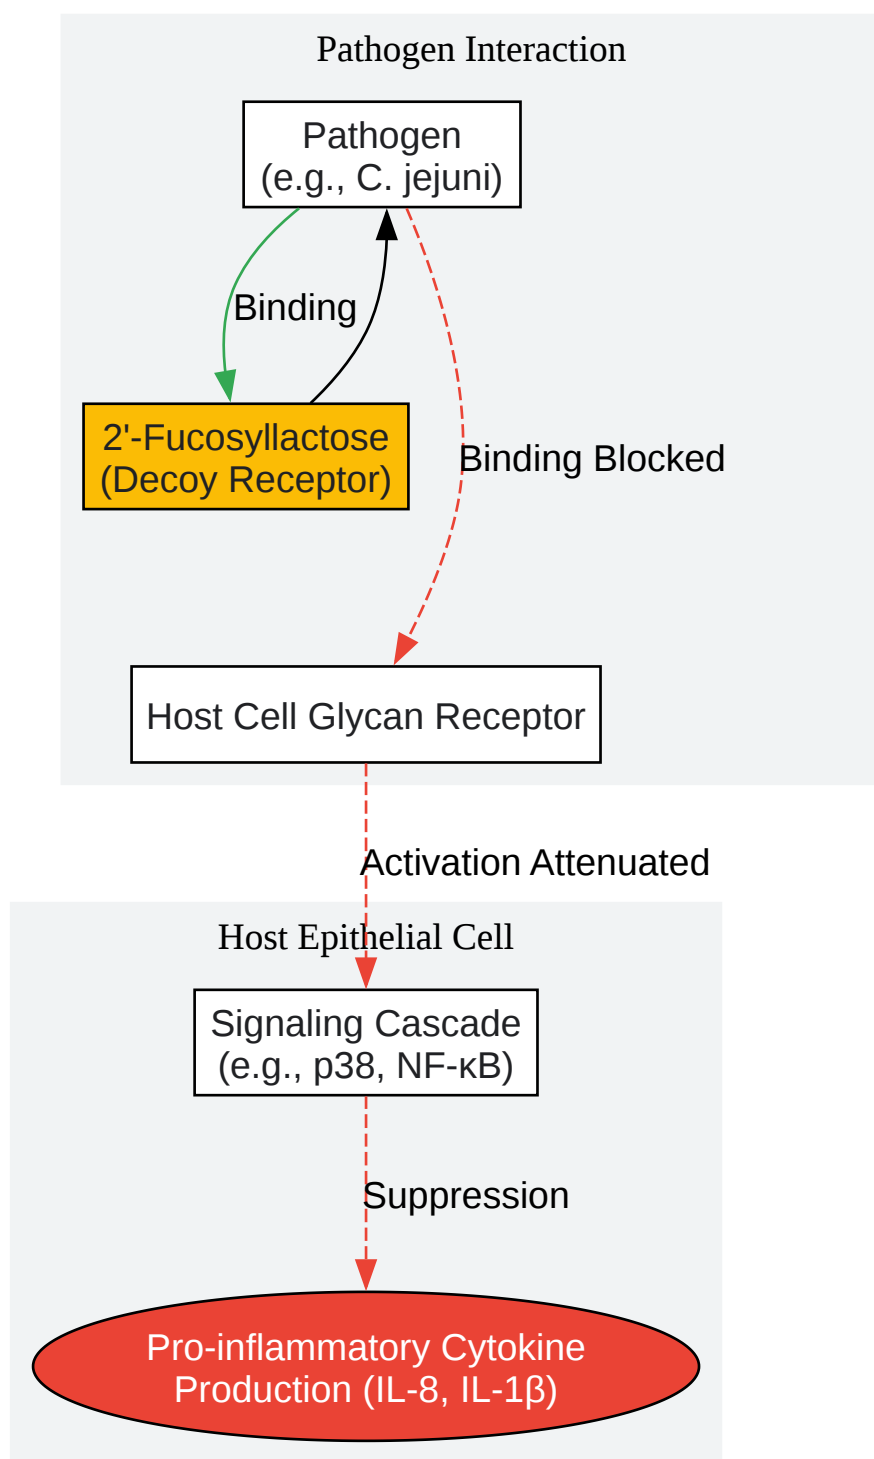 Pathogen Interaction
Pathogen
(e.g., C. jejuni)
Binding
2'-Fucosyllactose
(Decoy Receptor)
Binding Blocked
Host Cell Glycan Receptor
Activation Attenuated
Host Epithelial Cell
Signaling Cascade
(e.g., p38, NF-κB)
Suppression
Pro-inflammatory Cytokine
Production (IL-8, IL-1β)